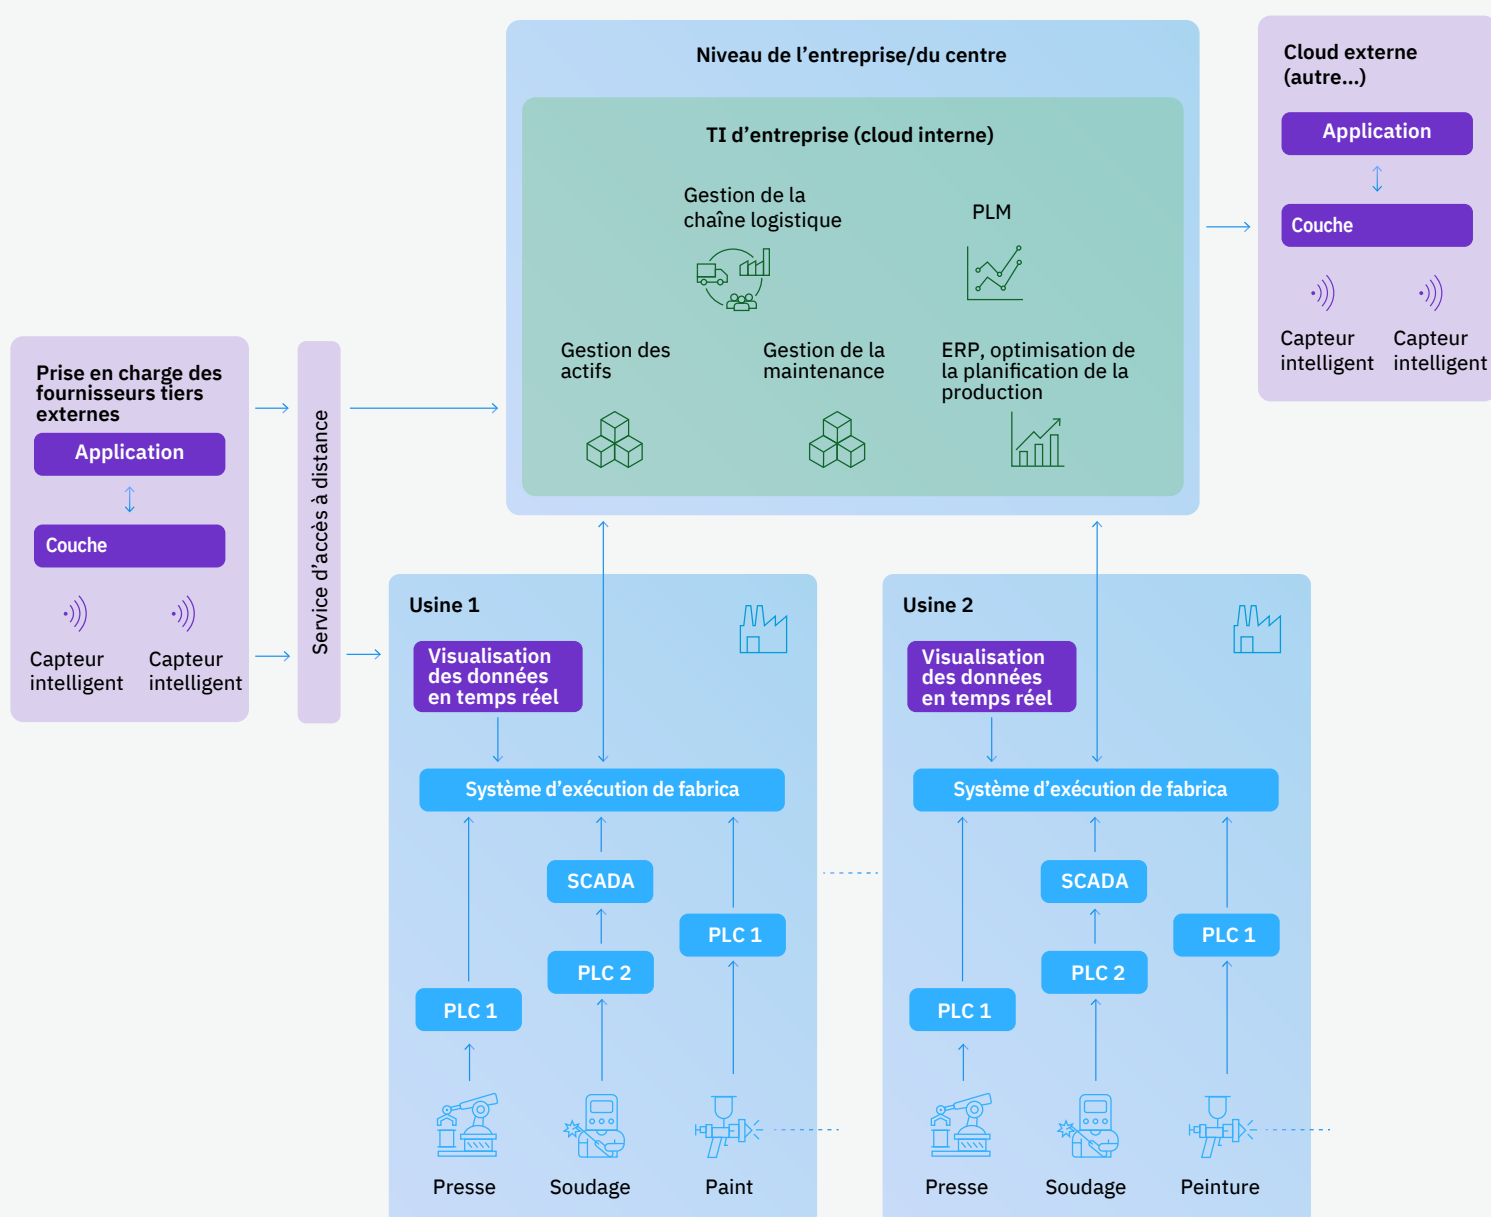 Niveau de l’entreprise/du centre
TI d’entreprise (cloud interne)
Gestion de la
chaîne logistique
PLM
Gestion des
actifs
Gestion de la
maintenance
ERP, optimisation de
la planification de la
production
Cloud externe
(autre...)
Application
Couche
Capteur
intelligent
Capteur
intelligent
Prise en charge des
fournisseurs tiers
externes
Application
Couche
Capteur
intelligent
Capteur
intelligent
Service d’accès à distance
Usine 1
Visualisation
des données
en temps réel
Système d’exécution de fabrica
SCADA
PLC 1
PLC 2
PLC 1
Presse
Soudage
Paint
Usine 2
Visualisation
des données
en temps réel
Système d’exécution de fabrica
SCADA
PLC 1
PLC 2
PLC 1
Presse
Soudage
Peinture